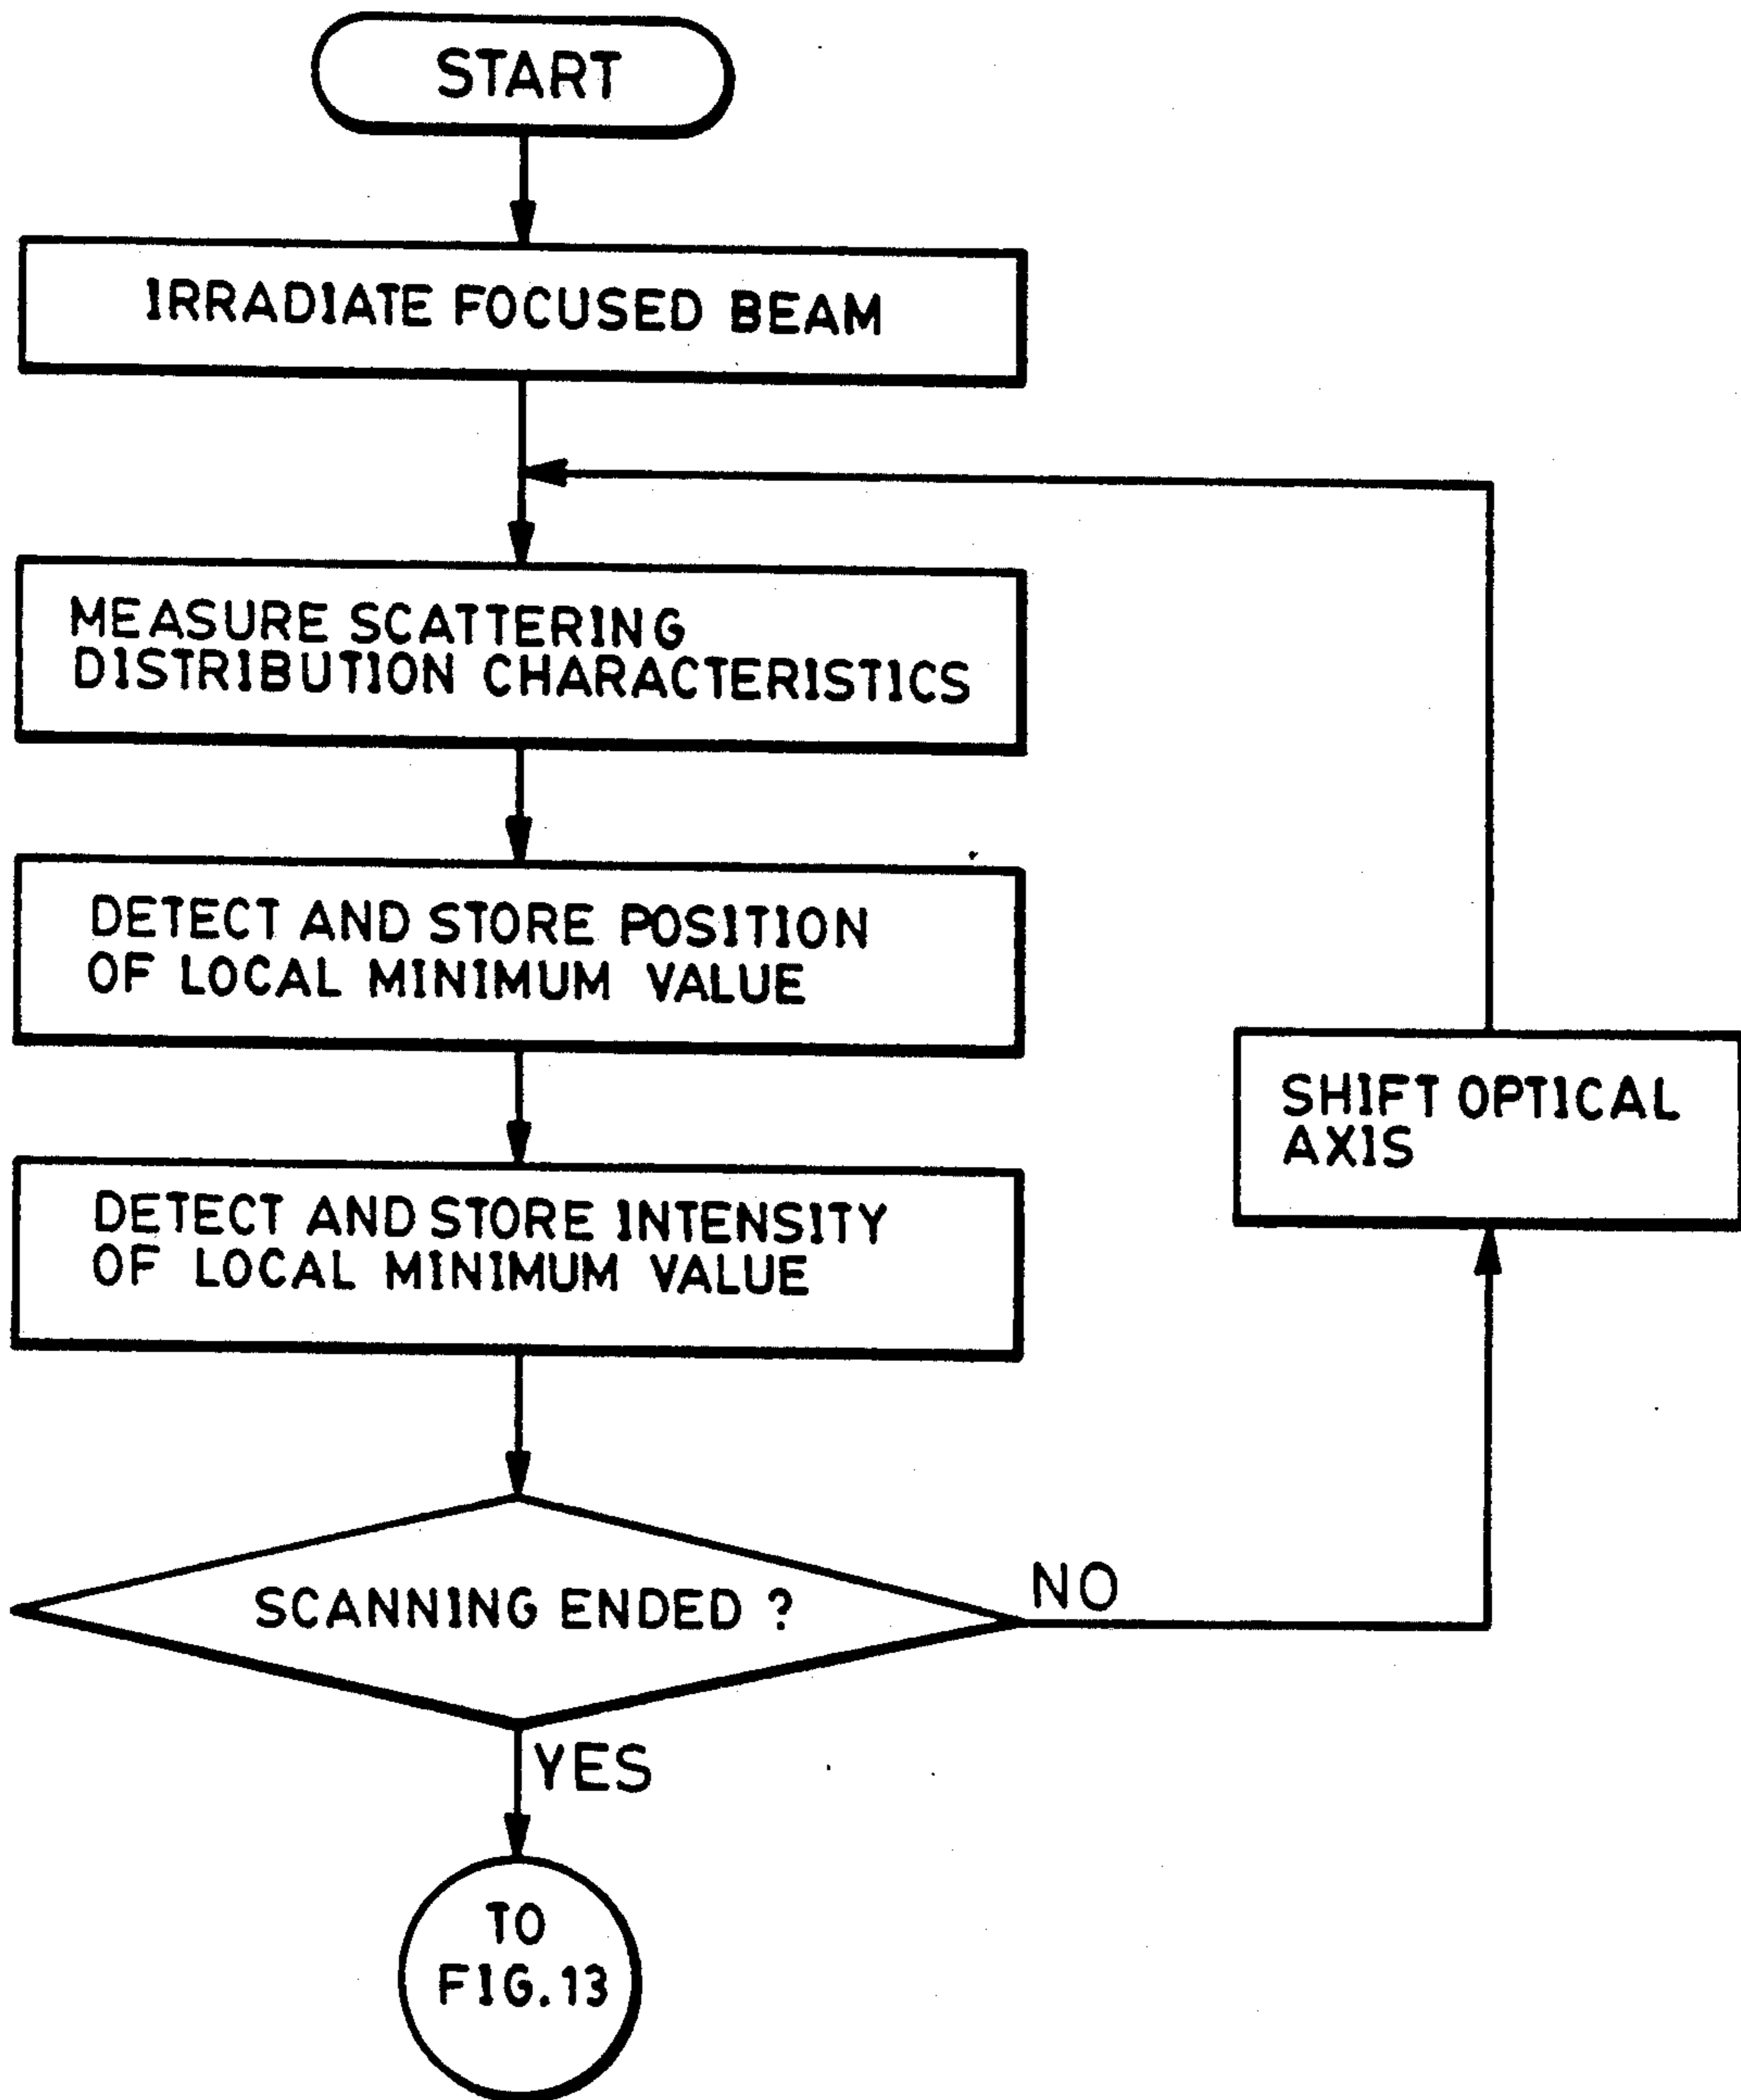 START
IRRADIATE FOCUSED BEAM
MEASURE SCATTERING
DISTRIBUTION CHARACTERISTICS
DETECT AND STORE POSITION
OF LOCAL MINIMUM VALUE
SHIFT OPTICAL
AXIS
DETECT AND STORE INTENSITY
OF LOCAL MINIMUM VALUE
SCANNING ENDED ?
NO
YES
TO
FIG.13